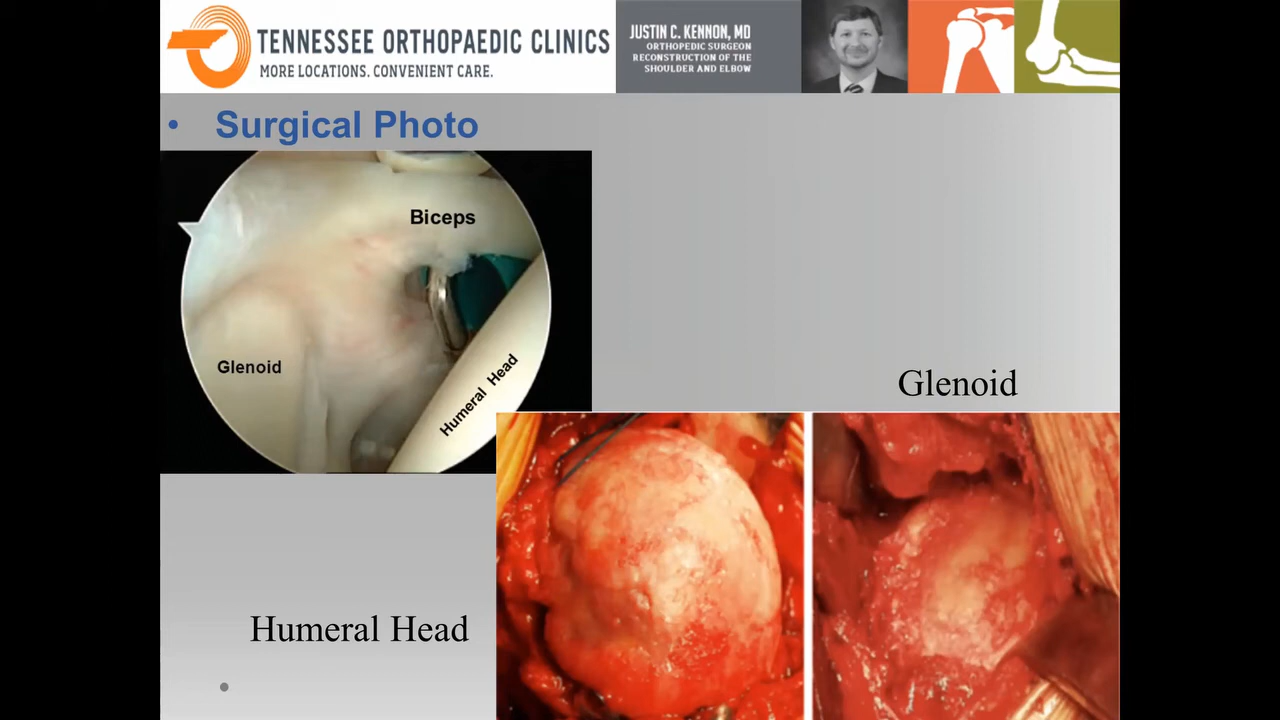 TENNESSEE ORTHOPAEDIC CLINICS
MORE LOCATIONS. CONVENIENT CARE.
JUSTIN C. KENNON, MD
ORTHOPEDIC SURGEON
RECONSTRUCTION OF THE
SHOULDER AND ELBOW
• Surgical Photo
Biceps
Glenoid
Humeral Head
Glenoid
Humeral Head